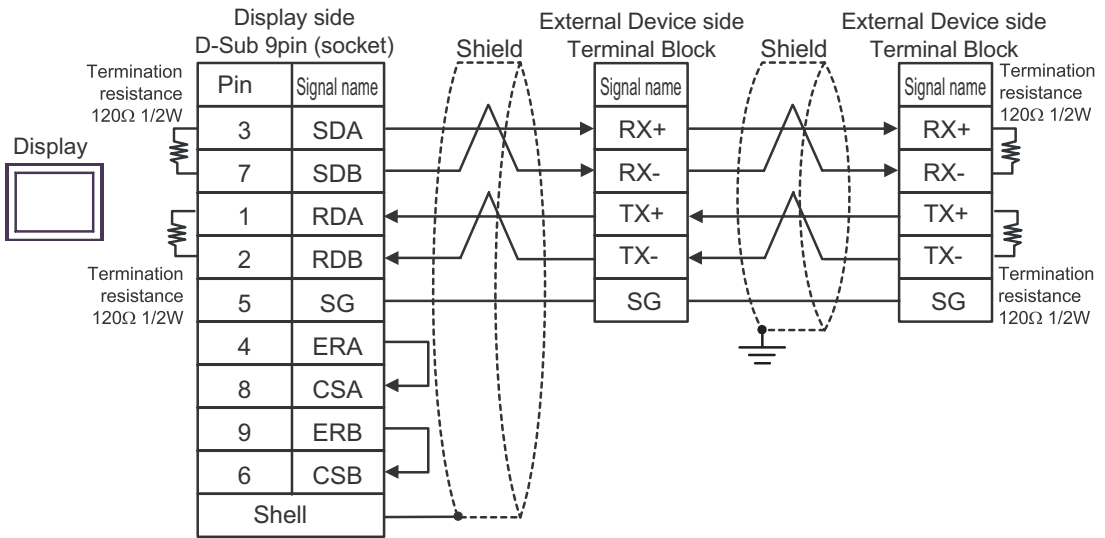 Display side
D-Sub 9pin (socket)
Shield
External Device side
Terminal Block
Shield
External Device side
Terminal Block
Termination
resistance
120Ω 1/2W
Display
Termination
resistance
120Ω 1/2W
Pin Signal name
3 SDA
7 SDB
1 RDA
2 RDB
5 SG
4 ERA
8 CSA
9 ERB
6 CSB
Shell
Signal name
RX+
RX-
TX+
TX-
SG
Signal name
RX+
RX-
TX+
TX-
SG
Termination
resistance
120Ω 1/2W
Termination
resistance
120Ω 1/2W